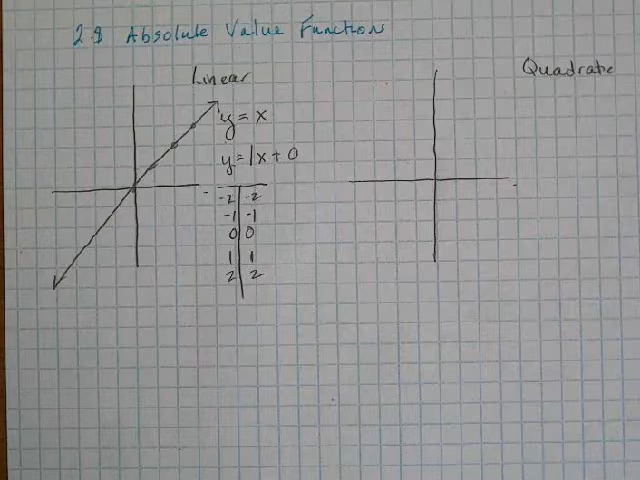 2.8 Absolute Value Function
Linear
y = x
y = 1x + 0
-2 -2
-1 -1
0 0
1 1
2 2
Quadratic